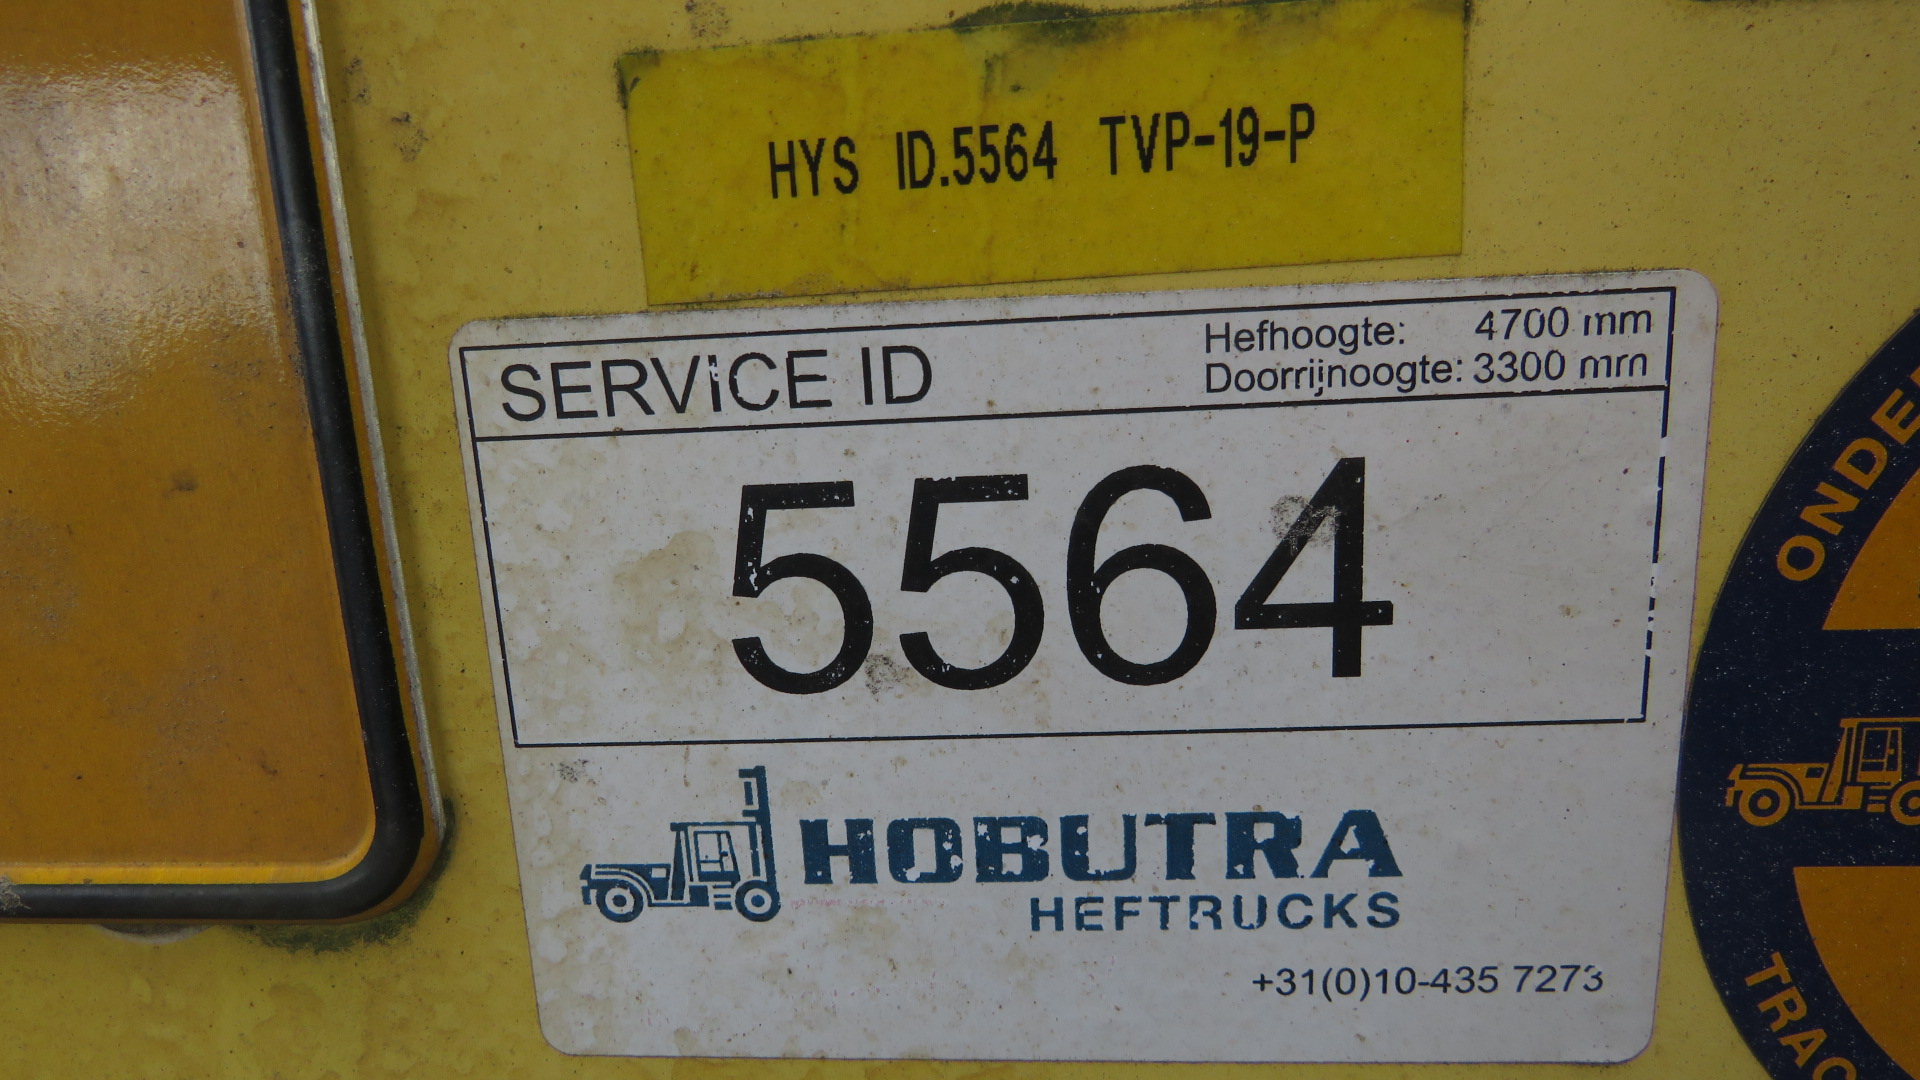 HYS ID.5564 TVP-19-P
SERVICE ID
Hefhoogte: 4700 mm
Doorrijhoogte: 3300 mm
5564
HOBUTRA
HEFTRUCKS
+31(0)10-435 7273